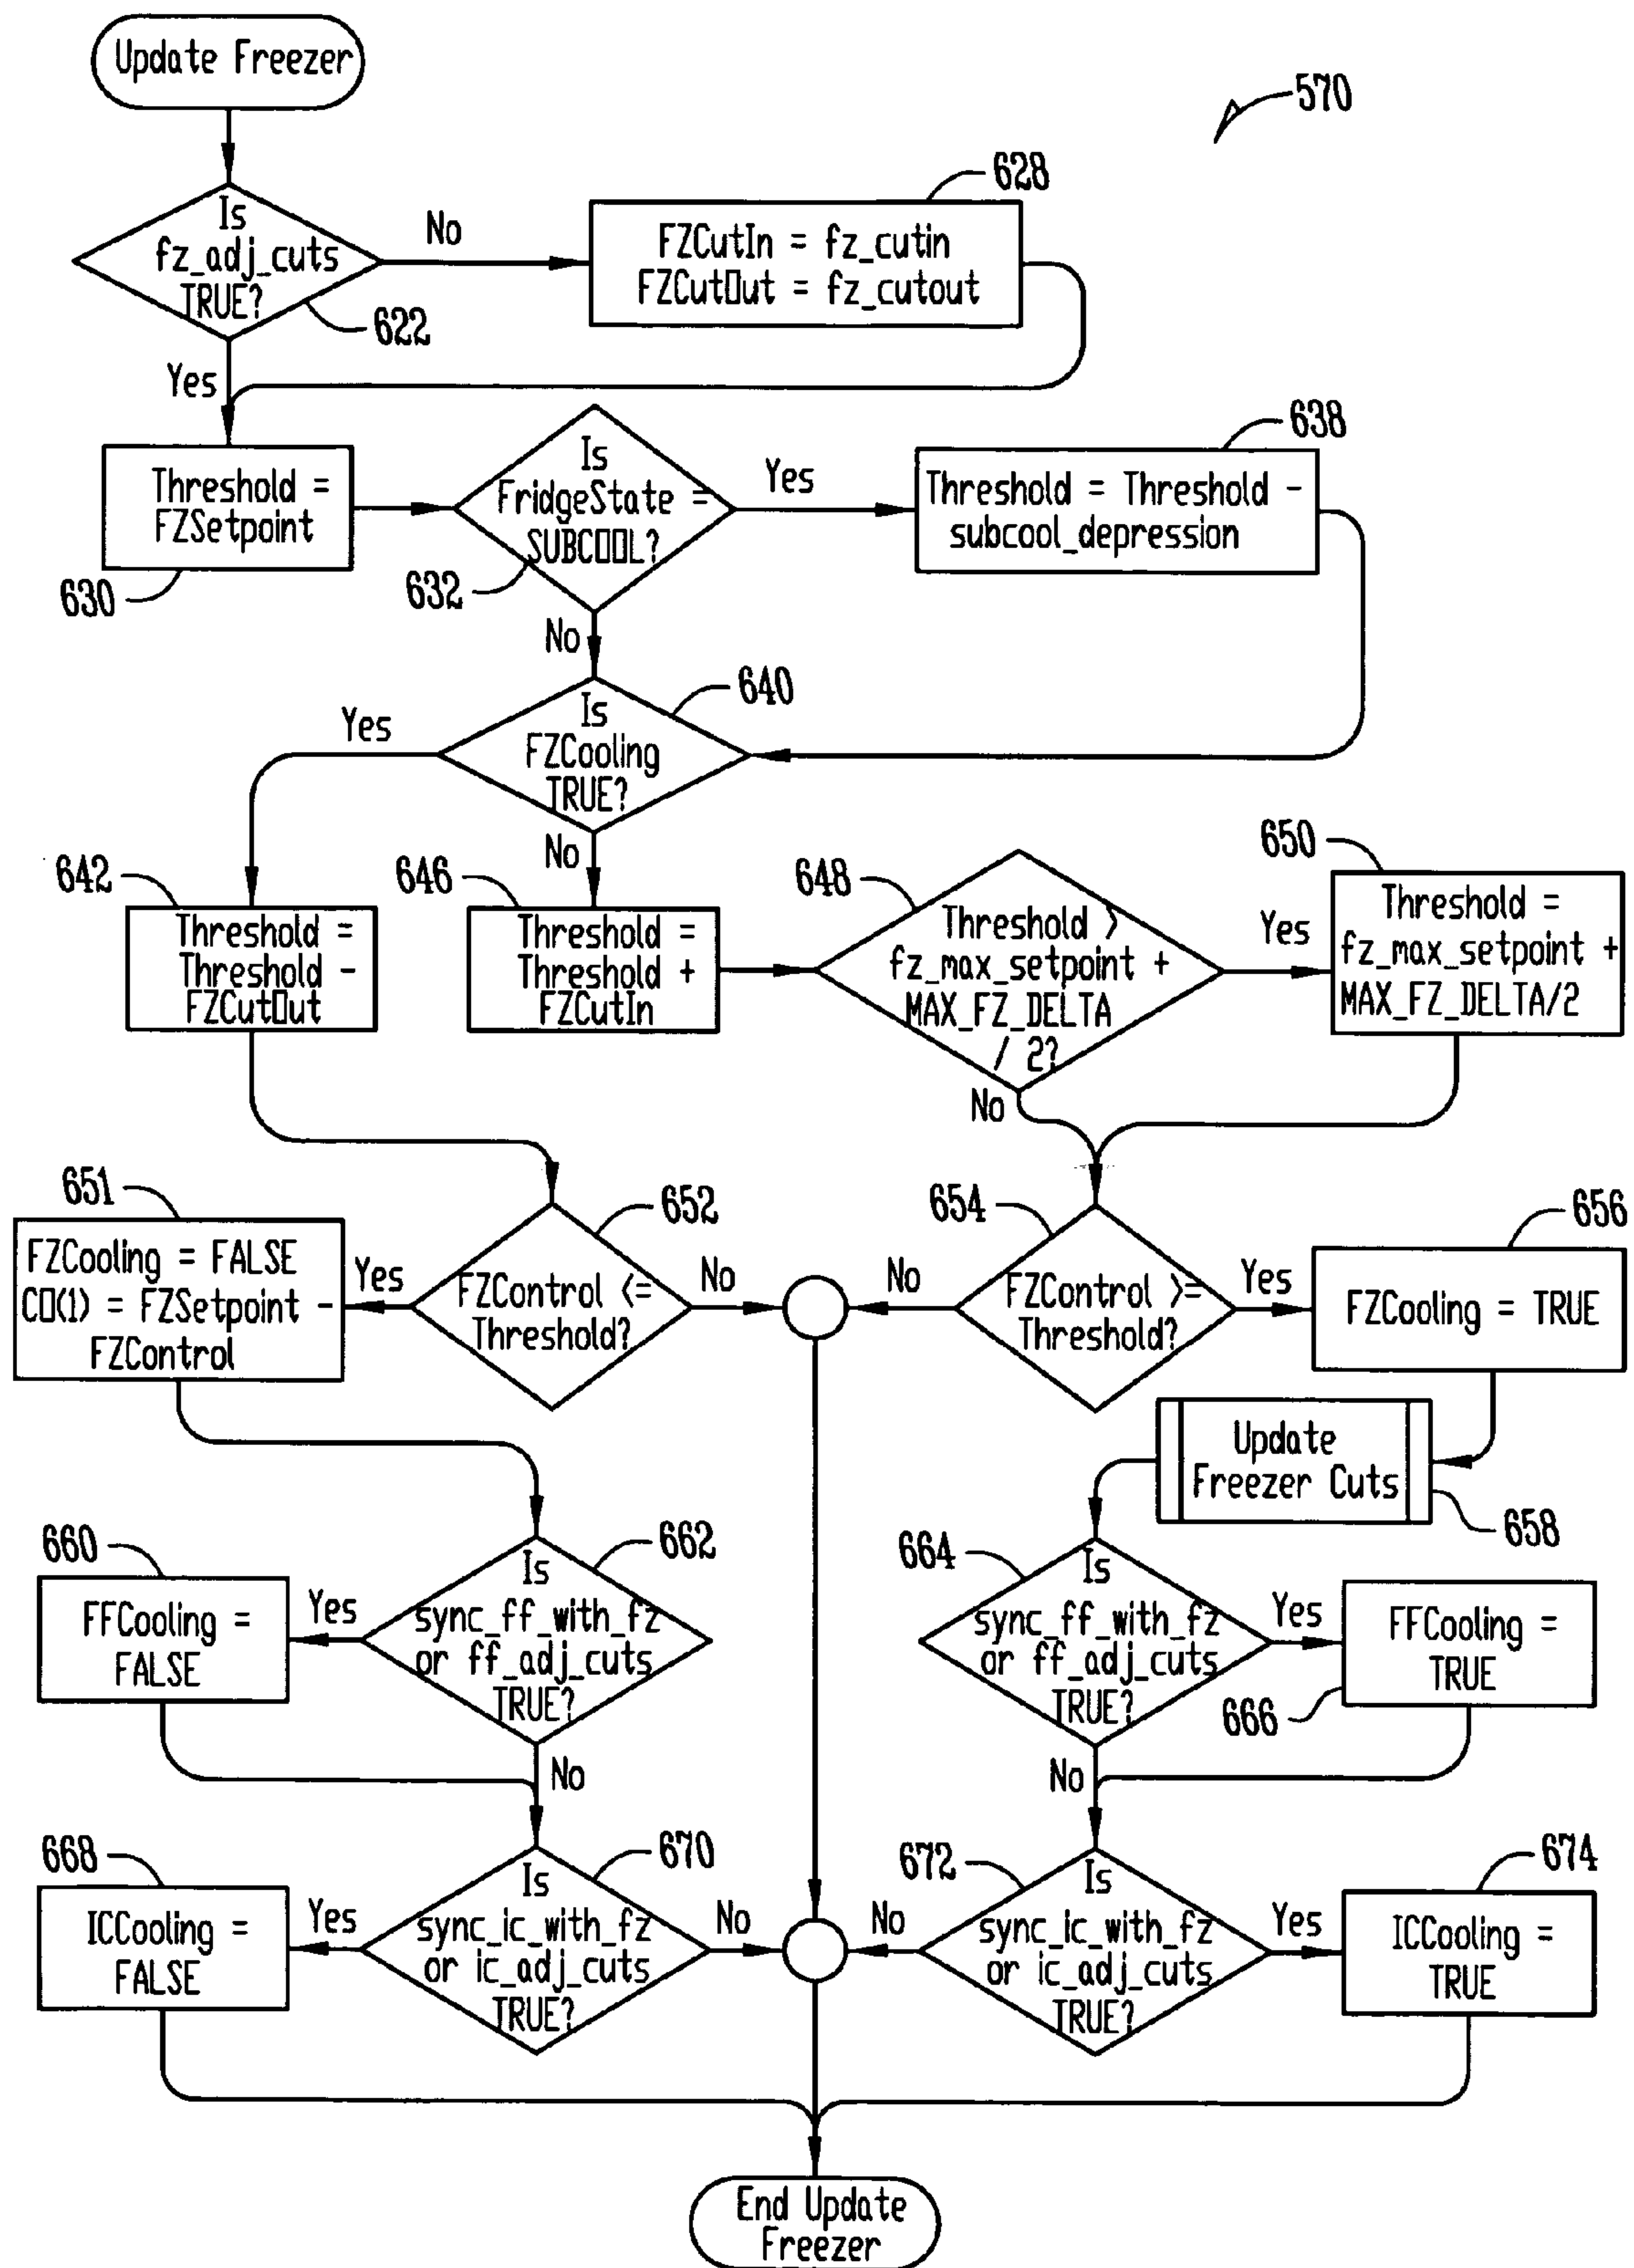 Update Freezer
570
Is
fz_adj_cuts
TRUE?
622
No
Yes
628
FZCutIn = fz_cutin
FZCutOut = fz_cutout
Threshold =
FZSetpoint
630
Is
FridgeState =
SUBCOOL?
632
Yes
No
638
Threshold = Threshold -
subcool_depression
640
Is
FZCooling
TRUE?
Yes
No
642
Threshold =
Threshold -
FZCutOut
646
Threshold =
Threshold +
FZCutIn
648
Threshold >
fz_max_setpoint +
MAX_FZ_DELTA
/ 2?
Yes
No
650
Threshold =
fz_max_setpoint +
MAX_FZ_DELTA/2
651
FZCooling = FALSE
CO(1) = FZSetpoint -
FZControl
Yes
652
FZControl <=
Threshold?
No
No
654
FZControl >=
Threshold?
Yes
656
FZCooling = TRUE
Update
Freezer Cuts
658
660
FFCooling =
FALSE
Yes
662
Is
sync_ff_with_fz
or ff_adj_cuts
TRUE?
No
664
Is
sync_ff_with_fz
or ff_adj_cuts
TRUE?
Yes
No
FFCooling =
TRUE
666
668
ICCooling =
FALSE
Yes
670
Is
sync_ic_with_fz
or ic_adj_cuts
TRUE?
No
No
672
Is
sync_ic_with_fz
or ic_adj_cuts
TRUE?
Yes
674
ICCooling =
TRUE
End Update
Freezer